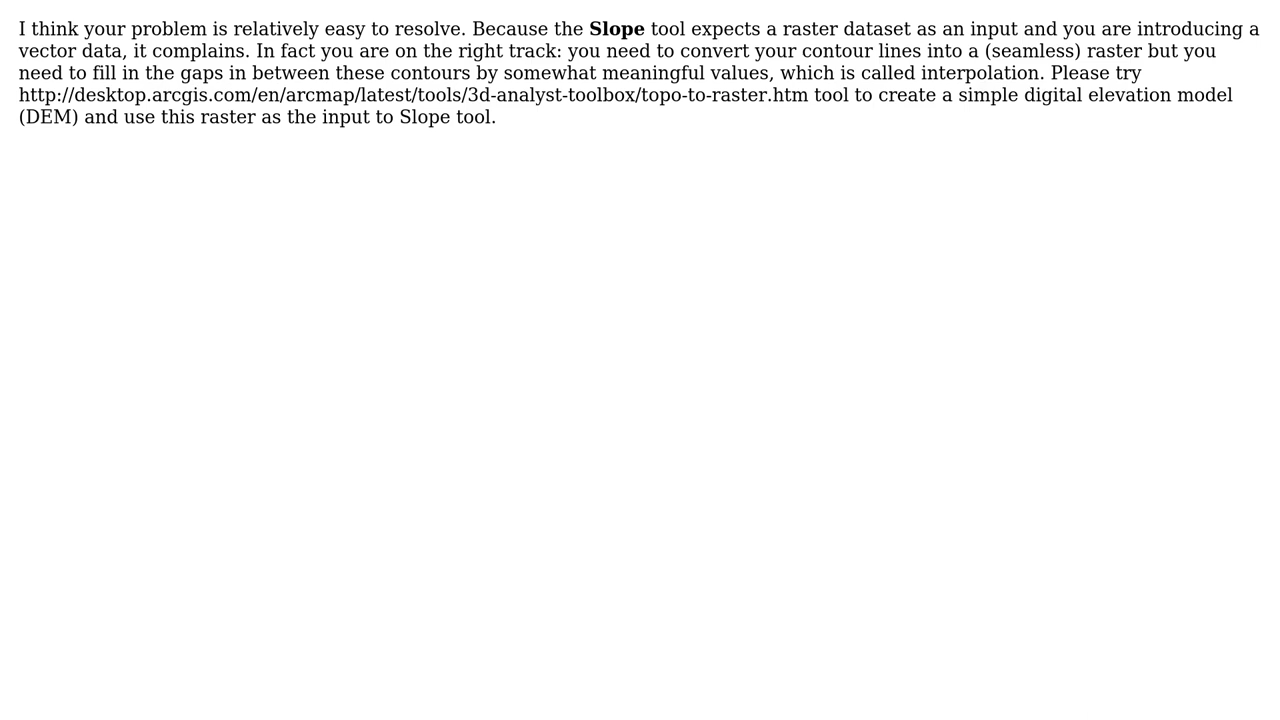 I think your problem is relatively easy to resolve. Because the Slope tool expects a raster dataset as an input and you are introducing a
vector data, it complains. In fact you are on the right track: you need to convert your contour lines into a (seamless) raster but you
need to fill in the gaps in between these contours by somewhat meaningful values, which is called interpolation. Please try
http://desktop.arcgis.com/en/arcmap/latest/tools/3d-analyst-toolbox/topo-to-raster.htm tool to create a simple digital elevation model
(DEM) and use this raster as the input to Slope tool.